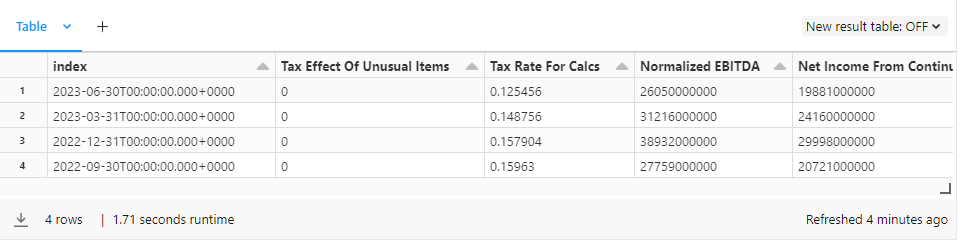 Table +
New result table: OFF
index Tax Effect Of Unusual Items Tax Rate For Calcs Normalized EBITDA Net Income From Continu
1 2023-06-30T00:00:00.000+0000 0 0.125456 26050000000 19881000000
2 2023-03-31T00:00:00.000+0000 0 0.148756 31216000000 24160000000
3 2022-12-31T00:00:00.000+0000 0 0.157904 38932000000 29998000000
4 2022-09-30T00:00:00.000+0000 0 0.15963 27759000000 20721000000
4 rows | 1.71 seconds runtime Refreshed 4 minutes ago